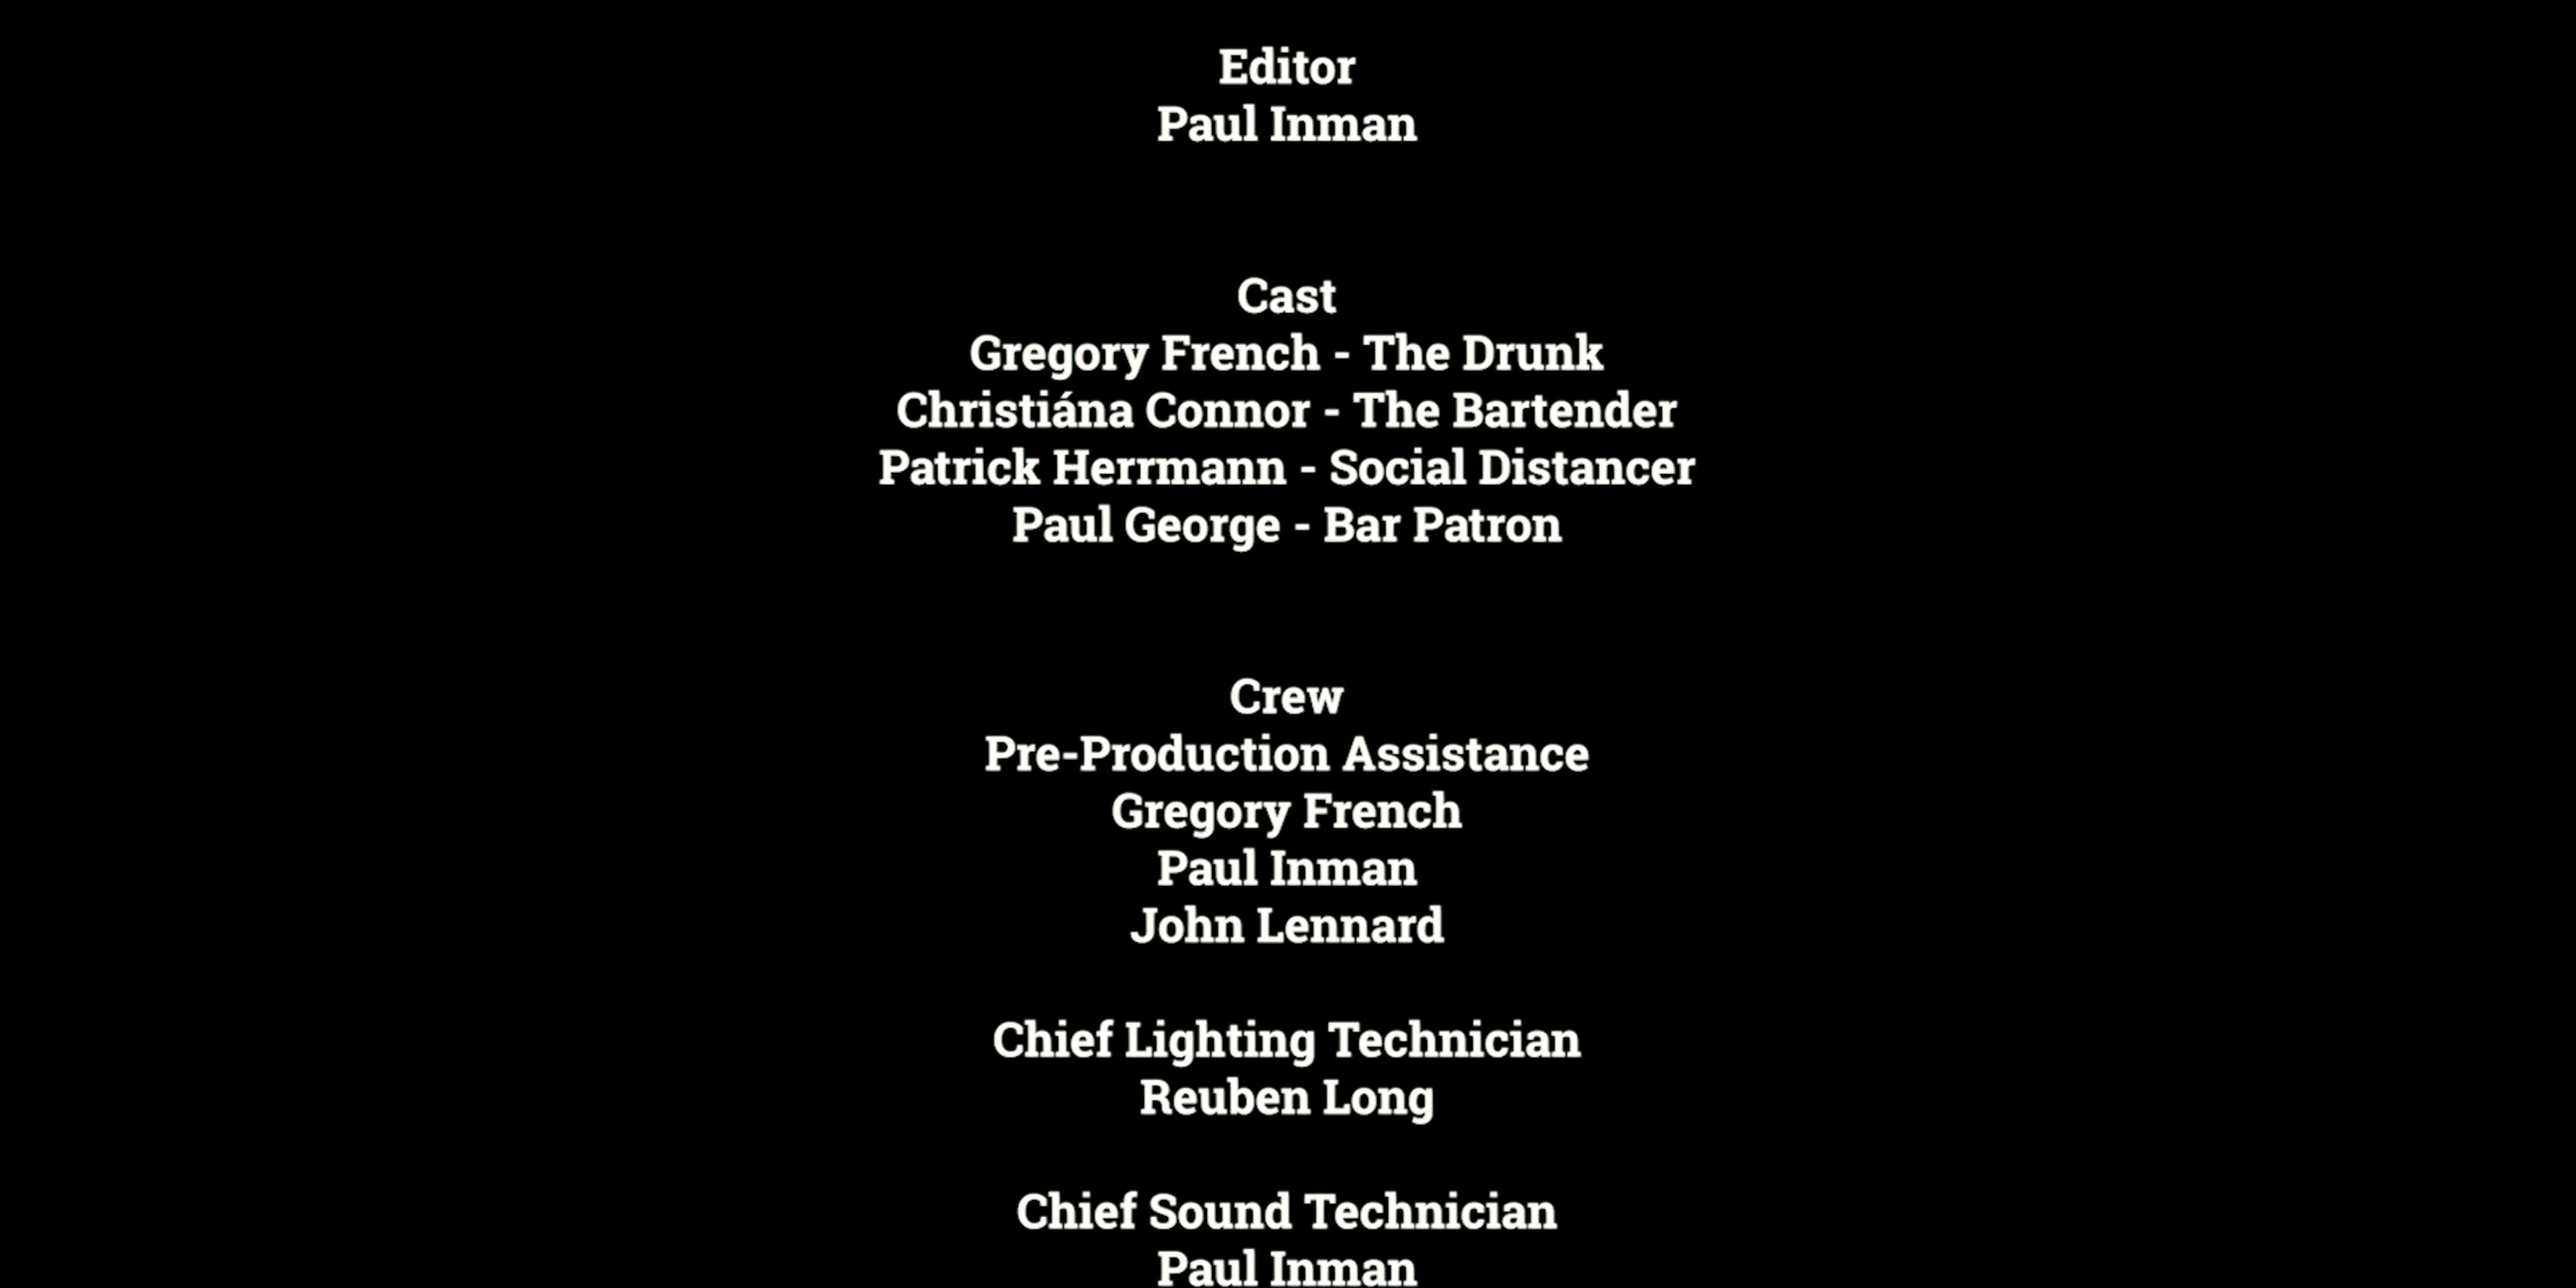 Editor
Paul Inman
Cast
Gregory French - The Drunk
Christiána Connor - The Bartender
Patrick Herrmann - Social Distancer
Paul George - Bar Patron
Crew
Pre-Production Assistance
Gregory French
Paul Inman
John Lennard
Chief Lighting Technician
Reuben Long
Chief Sound Technician
Paul Inman